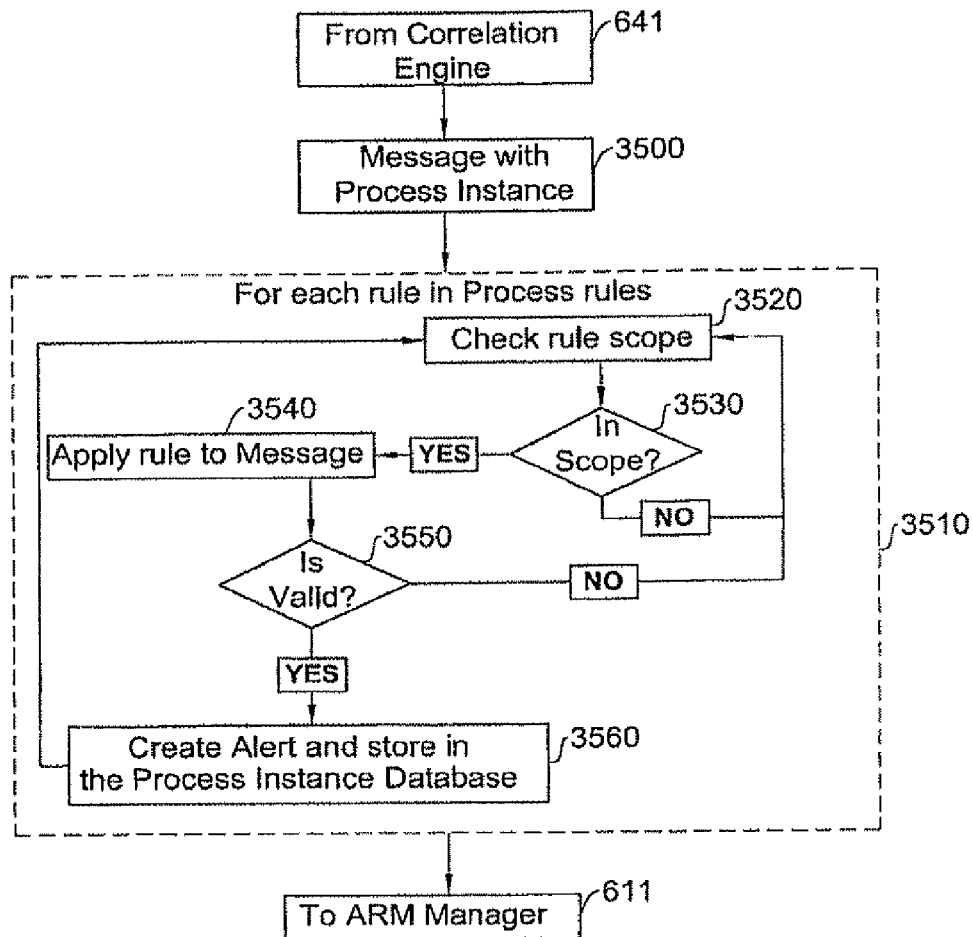 From Correlation
Engine
641
Message with
Process Instance
3500
For each rule in Process rules
3520
Check rule scope
3540
3530
Apply rule to Message
YES
In
Scope?
NO
3510
3550
Is
Valid?
NO
YES
Create Alert and store in
the Process Instance Database
3560
To ARM Manager
611